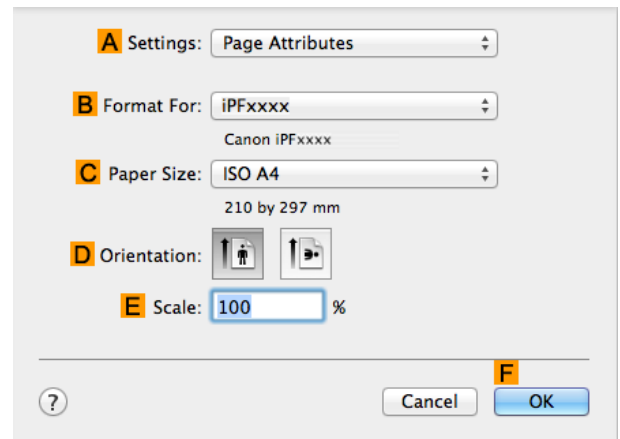 A Settings: Page Attributes
B Format For: iPFxxxx
Canon iPFxxxx
C Paper Size: ISO A4
210 by 297 mm
D Orientation:
E Scale: 100 %
F
? Cancel OK